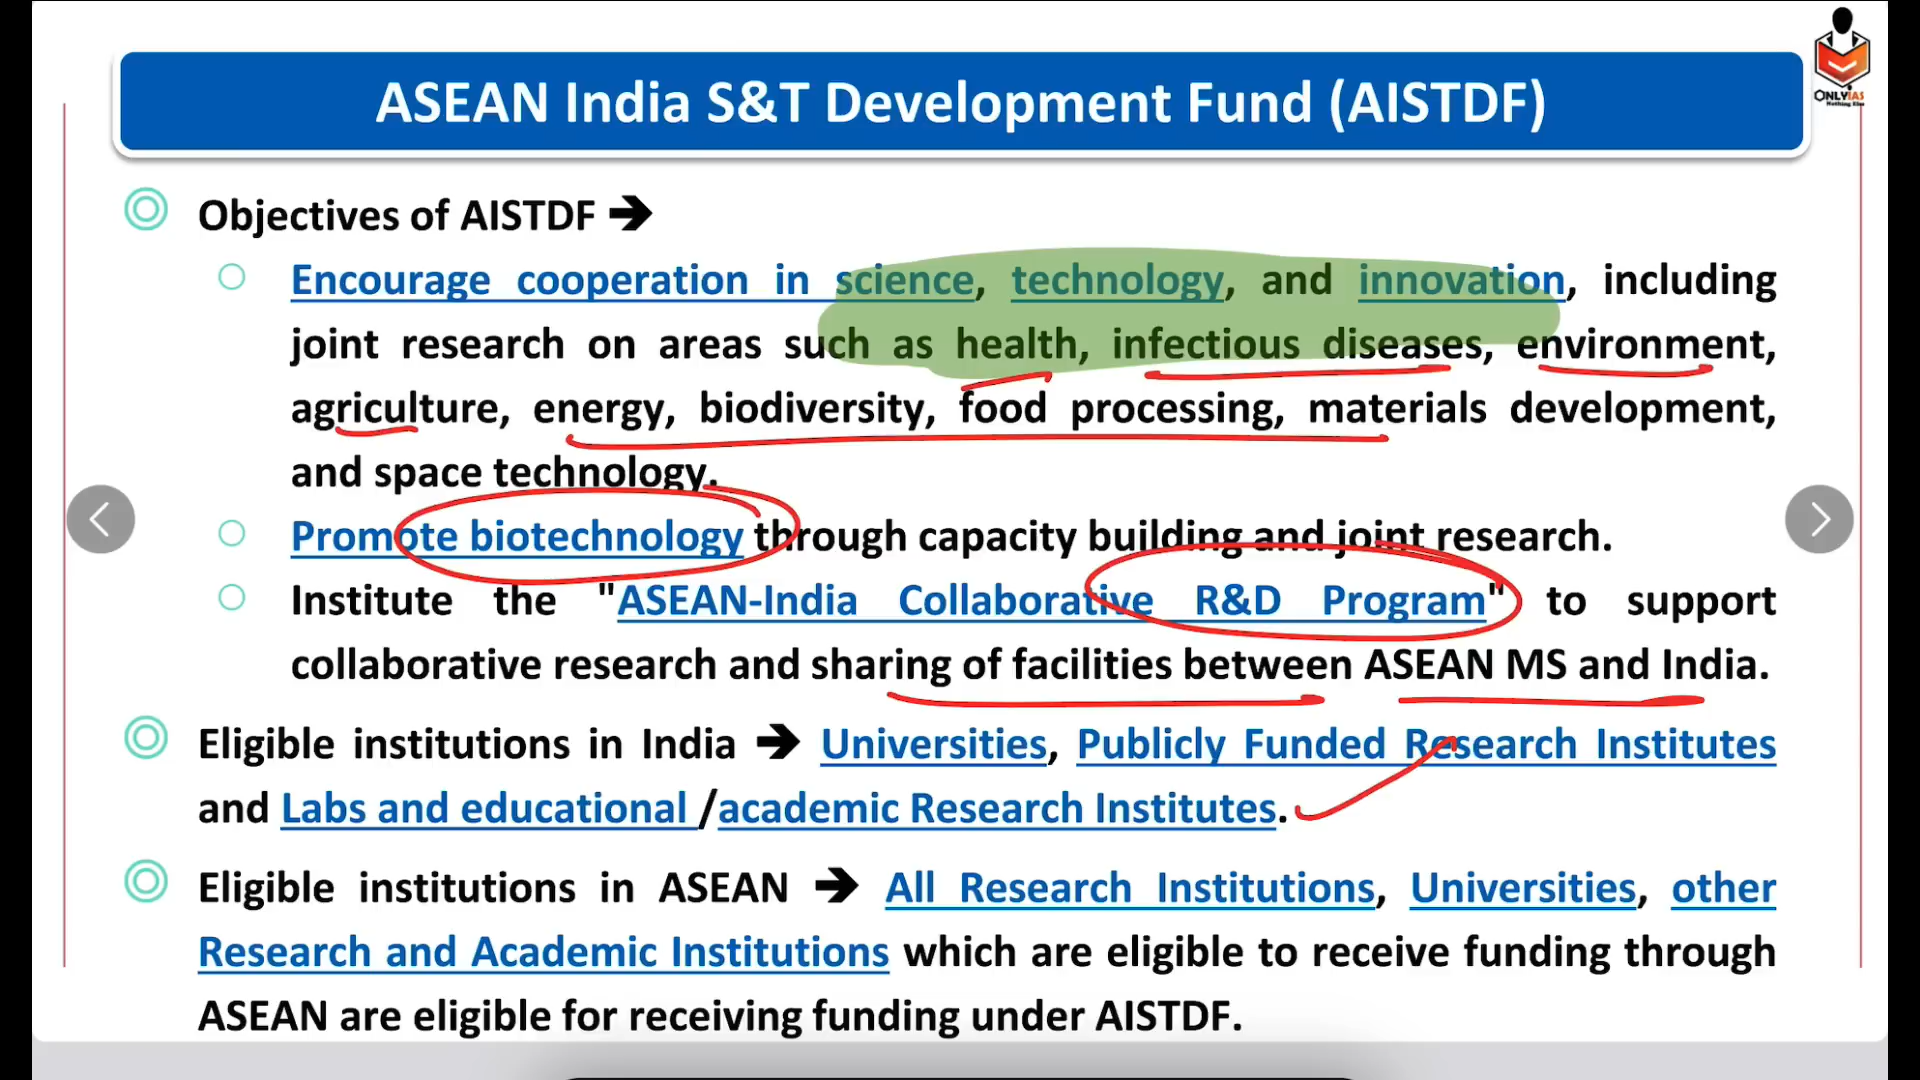 ONLYIAS
Nothing Else
ASEAN India S&T Development Fund (AISTDF)
Objectives of AISTDF ➔
Encourage cooperation in science, technology, and innovation, including
joint research on areas such as health, infectious diseases, environment,
agriculture, energy, biodiversity, food processing, materials development,
and space technology.
Promote biotechnology through capacity building and joint research.
Institute the "ASEAN-India Collaborative R&D Program" to support
collaborative research and sharing of facilities between ASEAN MS and India.
Eligible institutions in India ➔ Universities, Publicly Funded Research Institutes
and Labs and educational /academic Research Institutes.
Eligible institutions in ASEAN ➔ All Research Institutions, Universities, other
Research and Academic Institutions which are eligible to receive funding through
ASEAN are eligible for receiving funding under AISTDF.